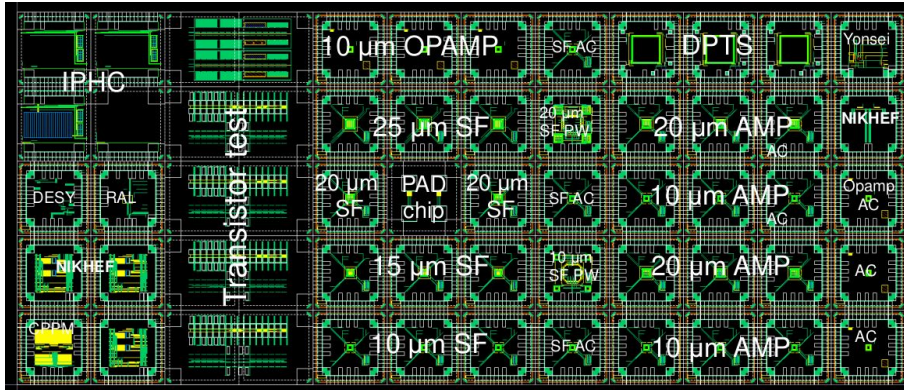 IPHC
10 µm OPAMP
SF AC
DPTS
Yonsei
Transistor test
25 µm SF
20 µm
SF PW
20 µm AMP
AC
NIKHEF
DESY
RAL
20 µm
SF
PAD
chip
20 µm
SF
SF AC
10 µm AMP
AC
Opamp
AC
NIKHEF
15 µm SF
10 µm
SF PW
20 µm AMP
AC
CPPM
10 µm SF
SF AC
10 µm AMP
AC